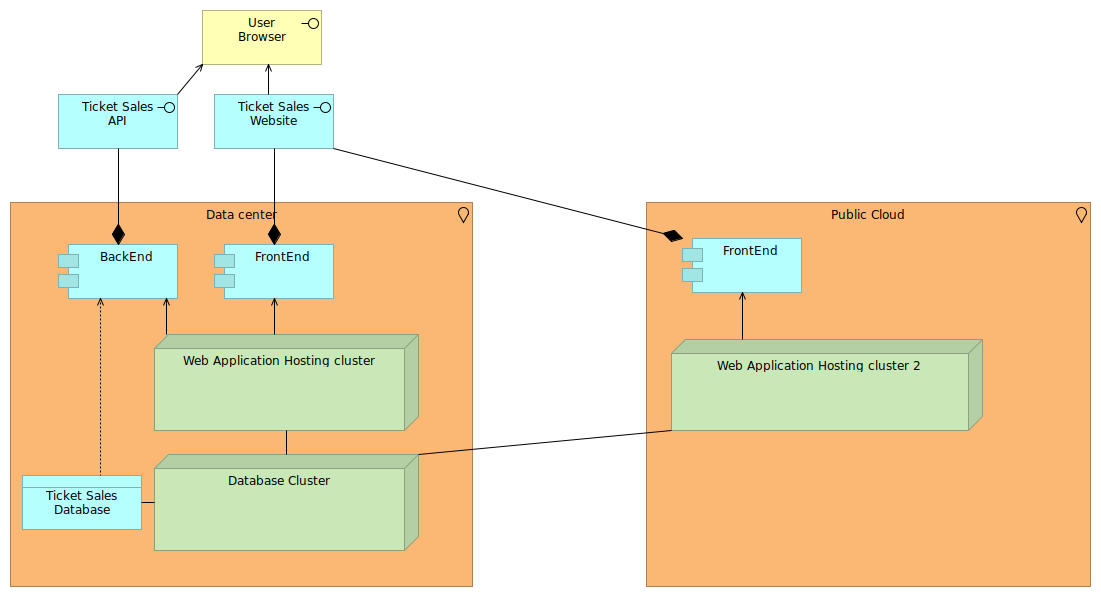 User
Browser
Ticket Sales
API
Ticket Sales
Website
Data center
Public Cloud
BackEnd
FrontEnd
FrontEnd
Web Application Hosting cluster
Web Application Hosting cluster 2
Database Cluster
Ticket Sales
Database